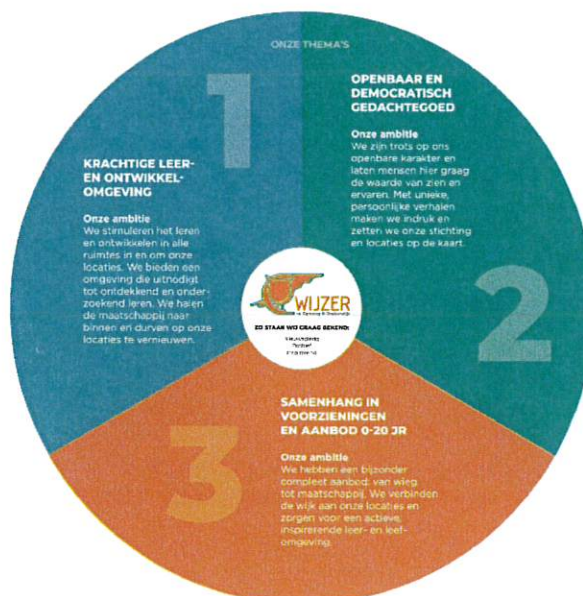 ONZE THEMA'S
1
KRACHTIGE LEER-
EN ONTWIKKEL-
OMGEVING
Onze ambitie
We stimuleren het leren
en ontwikkelen in alle
ruimtes in en om onze
locaties. We bieden een
omgeving die uitnodigt
tot ontdekkend en onder-
zoekend leren. We halen
de maatschappij naar
binnen en durven op onze
locaties te vernieuwen.
OPENBAAR EN
DEMOCRATISCH
GEDACHTEGOED
Onze ambitie
We zijn trots op ons
openbare karakter en
laten mensen hier graag
de waarde van zien en
ervaren. Met unieke,
persoonlijke verhalen
maken we indruk en
zetten we onze stichting
en locaties op de kaart.
2
WIJZER
ZO STAAN WIJ GRAAG BEKEND:
3
SAMENHANG IN
VOORZIENINGEN
EN AANBOD 0-20 JR
Onze ambitie
We hebben een bijzonder
compleet aanbod: van wieg
tot maatschappij. We verbinden
de wijk aan onze locaties en
zorgen voor een actieve,
inspirerende leer- en leef-
omgeving.